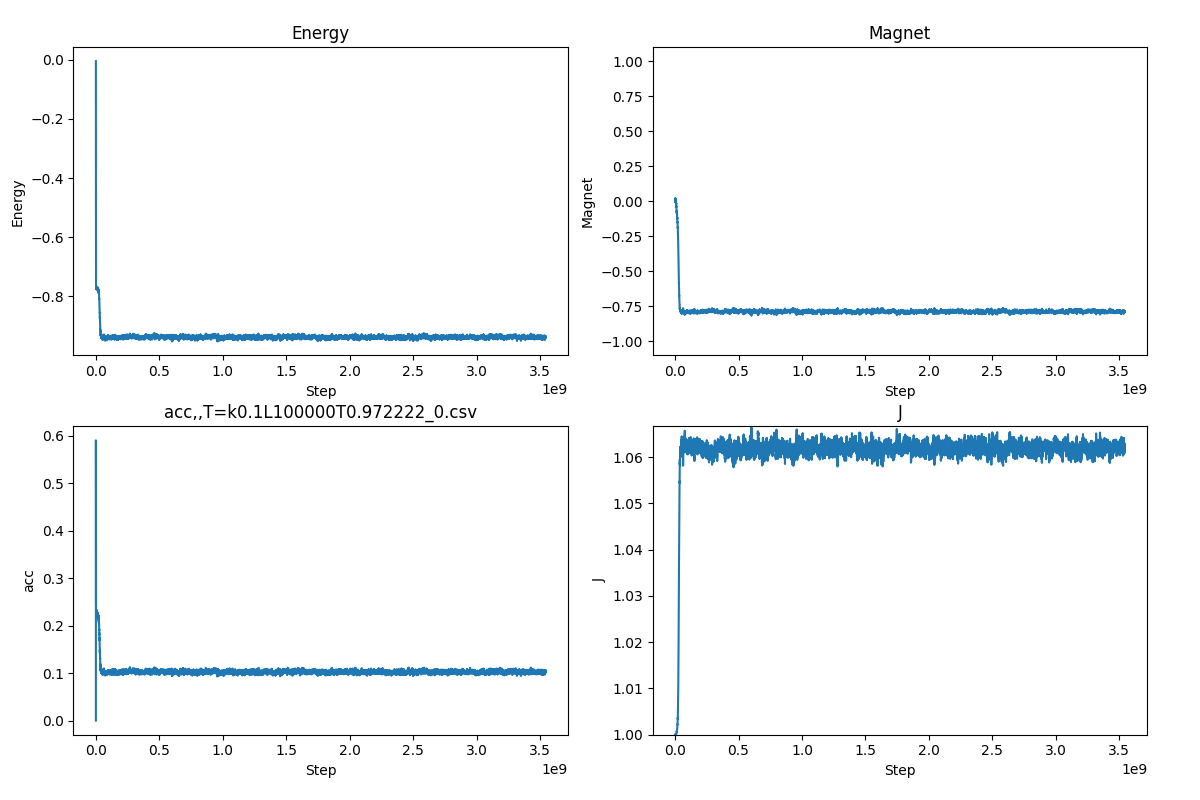 Energy
Energy
0.0
−0.2
−0.4
−0.6
−0.8
0.0 0.5 1.0 1.5 2.0 2.5 3.0 3.5
Step
1e9
Magnet
Magnet
1.00
0.75
0.50
0.25
0.00
−0.25
−0.50
−0.75
−1.00
0.0 0.5 1.0 1.5 2.0 2.5 3.0 3.5
Step
1e9
acc,,T=k0.1L100000T0.972222_0.csv
acc
0.6
0.5
0.4
0.3
0.2
0.1
0.0
0.0 0.5 1.0 1.5 2.0 2.5 3.0 3.5
Step
1e9
J
J
1.06
1.05
1.04
1.03
1.02
1.01
1.00
0.0 0.5 1.0 1.5 2.0 2.5 3.0 3.5
Step
1e9